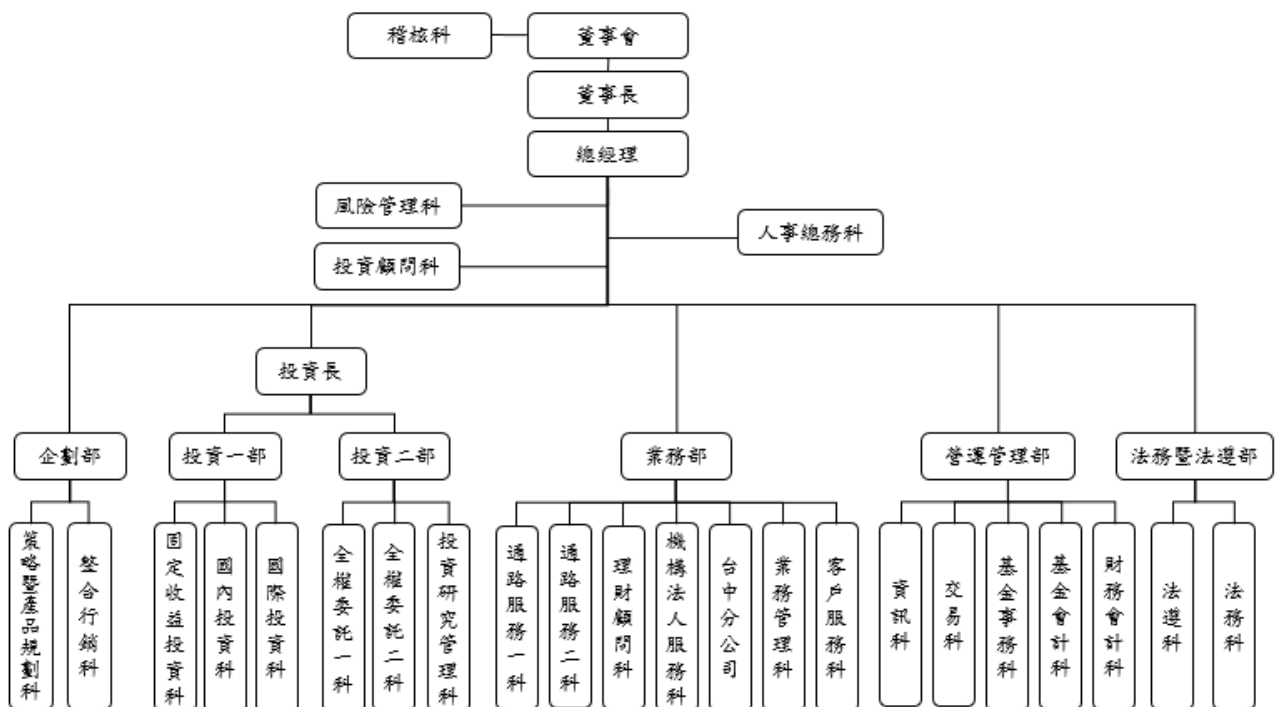 稽核科
董事會
董事長
總經理
風險管理科
人事總務科
投資顧問科
投資長
企劃部
投資一部
投資二部
業務部
營運管理部
法務暨法遵部
策略暨產品規劃科
整合行銷科
固定收益投資科
國內投資科
國際投資科
全權委託一科
全權委託二科
投資研究管理科
通路服務一科
通路服務二科
理財顧問科
機構法人服務科
台中分公司
業務管理科
客戶服務科
資訊科
交易科
基金事務科
基金會計科
財務會計科
法遵科
法務科